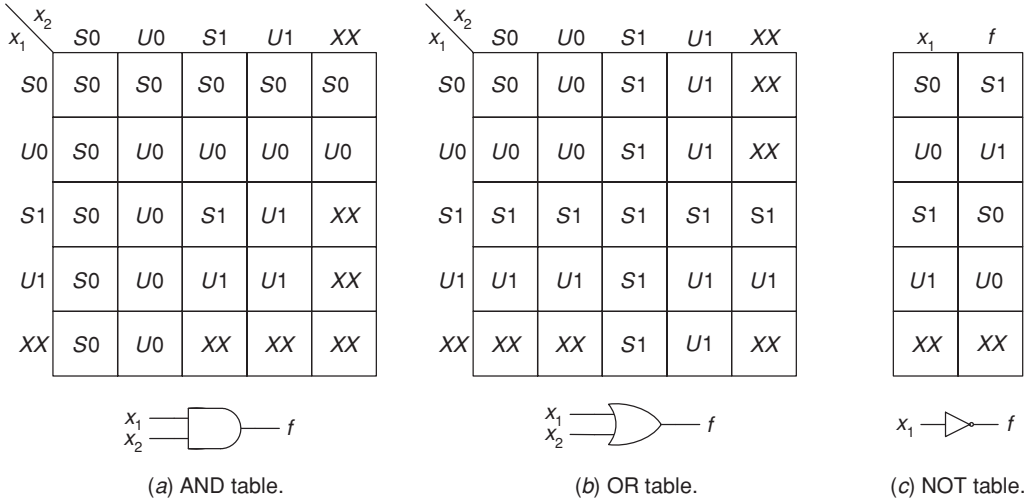 x2 x2
x1 S0 U0 S1 U1 XX x1 S0 U0 S1 U1 XX x1 f
S0 S0 S0 S0 S0 S0 S0 S0 U0 S1 U1 XX S0 S1
U0 S0 U0 U0 U0 U0 U0 U0 U0 S1 U1 XX U0 U1
S1 S0 U0 S1 U1 XX S1 S1 S1 S1 S1 S1 S1 S0
U1 S0 U0 U1 U1 XX U1 U1 U1 S1 U1 U1 U1 U0
XX S0 U0 XX XX XX XX XX XX S1 U1 XX XX XX
x1 x2 f x1 x2 f x1 f
(a) AND table. (b) OR table. (c) NOT table.